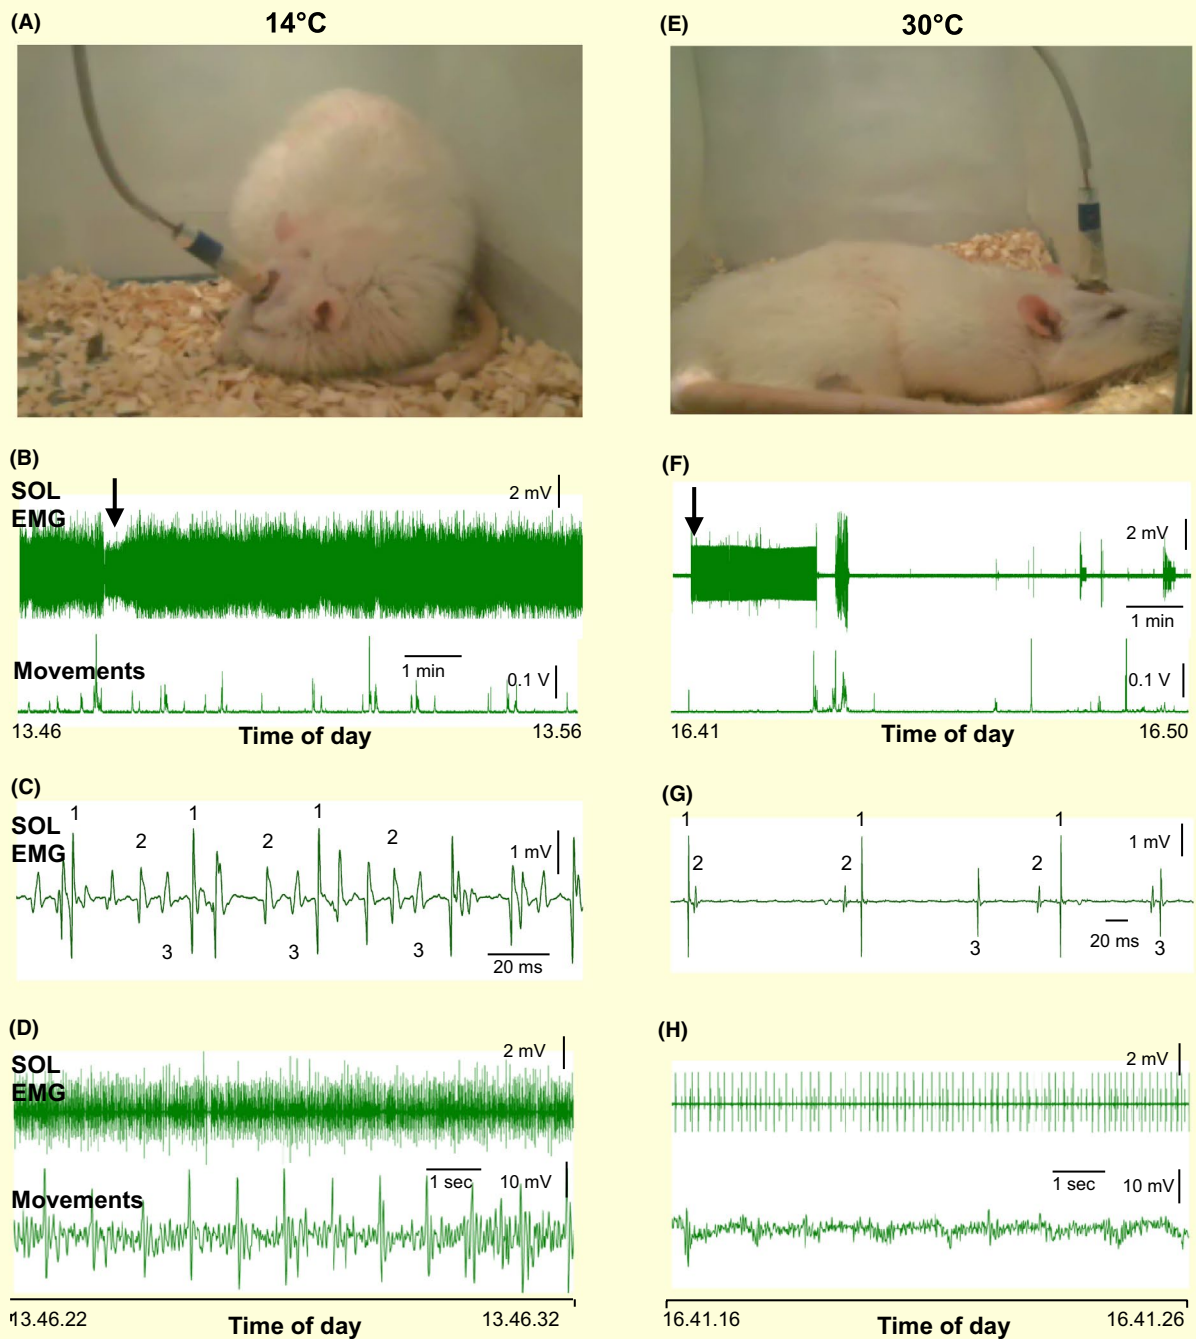 (A)
14°C
(E)
30°C
(B)
SOL
EMG
2 mV
Movements
1 min
0.1 V
13.46
Time of day
13.56
(F)
2 mV
1 min
0.1 V
16.41
Time of day
16.50
(C)
SOL
EMG
1
1
1
2
2
2
3
3
3
1 mV
20 ms
(G)
1
1
1
2
2
2
3
3
1 mV
20 ms
(D)
SOL
EMG
2 mV
Movements
1 sec
10 mV
13.46.22
Time of day
13.46.32
(H)
2 mV
1 sec
10 mV
16.41.16
Time of day
16.41.26